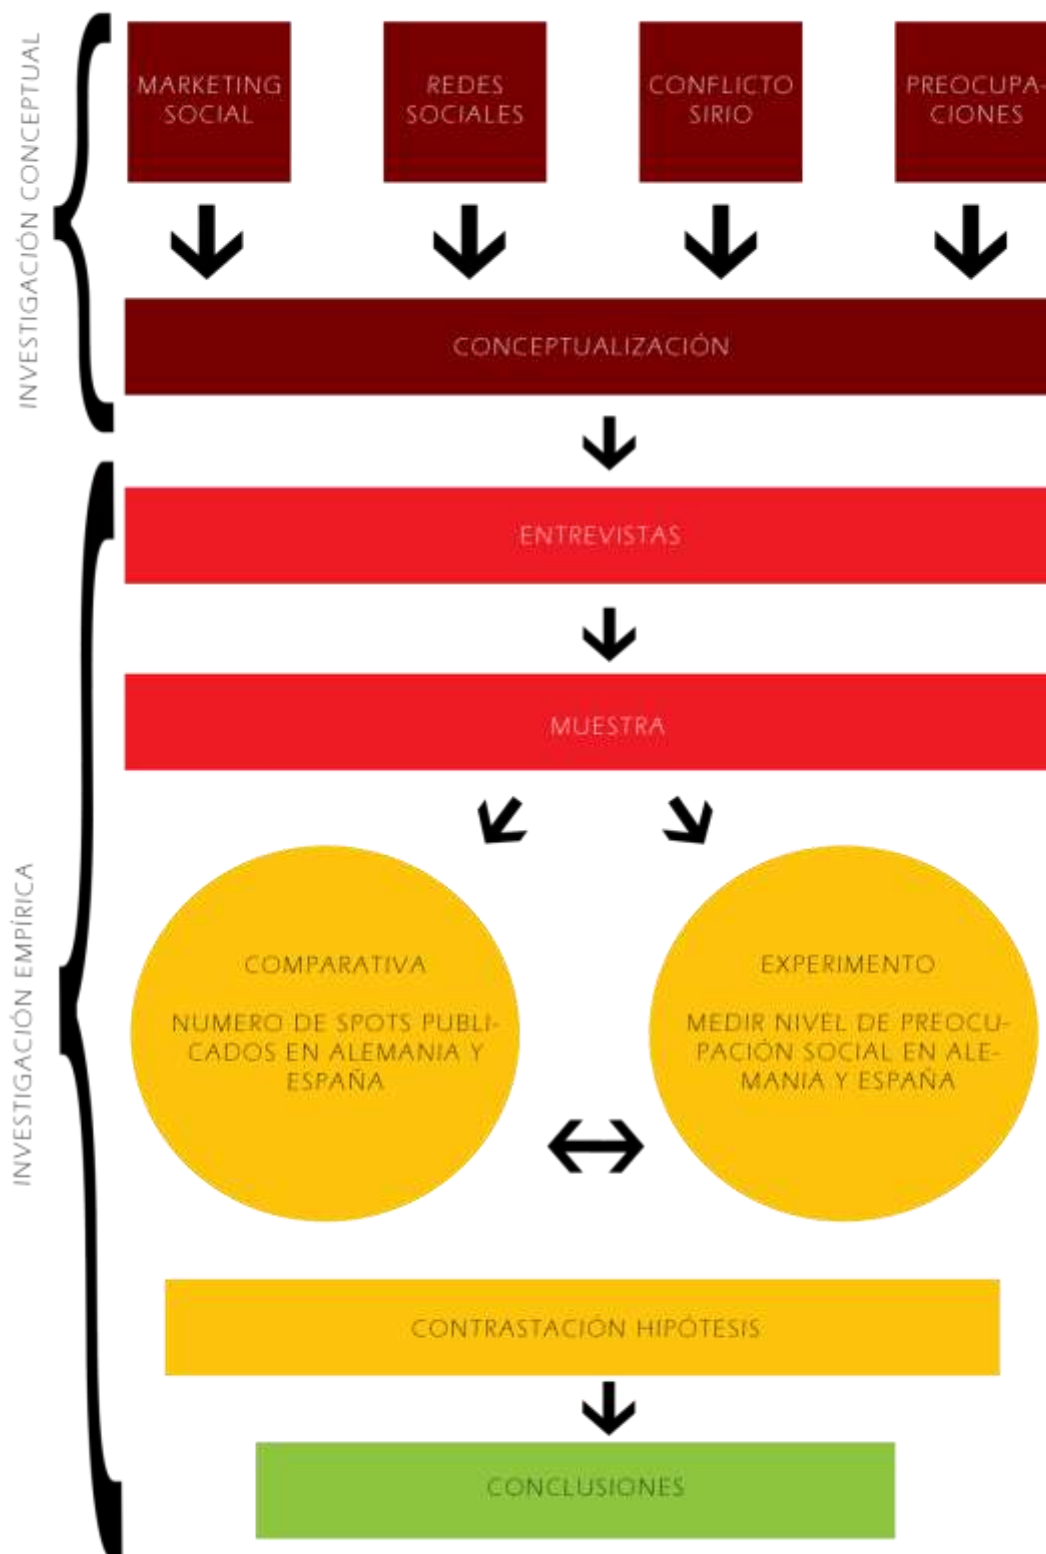 INVESTIGACIÓN CONCEPTUAL
MARKETING
SOCIAL
REDES
SOCIALES
CONFLICTO
SIRIO
PREOCUPA-
CIONES
CONCEPTUALIZACIÓN
INVESTIGACIÓN EMPÍRICA
ENTREVISTAS
MUESTRA
COMPARATIVA
NUMERO DE SPOTS PUBLI-
CADOS EN ALEMANIA Y
ESPAÑA
EXPERIMENTO
MEDIR NIVEL DE PREOCU-
PACIÓN SOCIAL EN ALE-
MANIA Y ESPAÑA
CONTRASTACIÓN HIPÓTESIS
CONCLUSIONES